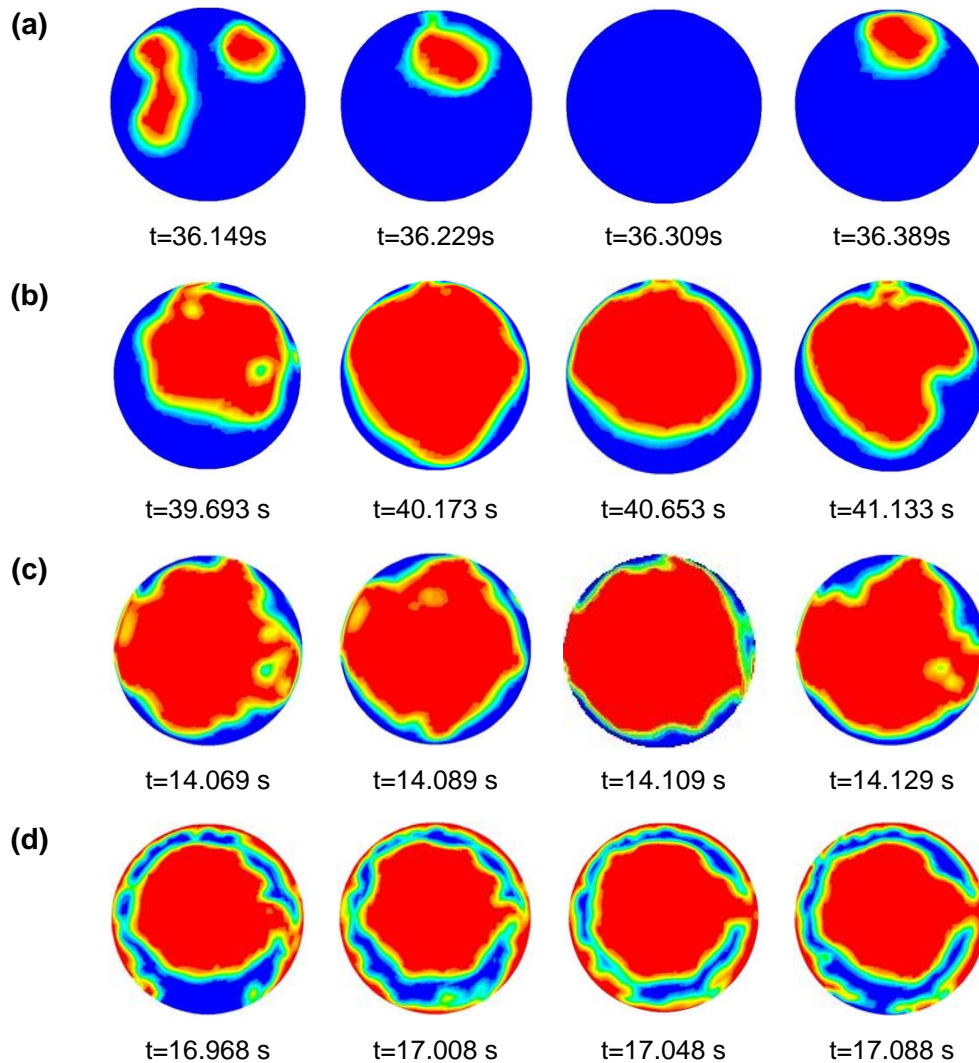 (a)
t=36.149s t=36.229s t=36.309s t=36.389s
(b)
t=39.693 s t=40.173 s t=40.653 s t=41.133 s
(c)
t=14.069 s t=14.089 s t=14.109 s t=14.129 s
(d)
t=16.968 s t=17.008 s t=17.048 s t=17.088 s